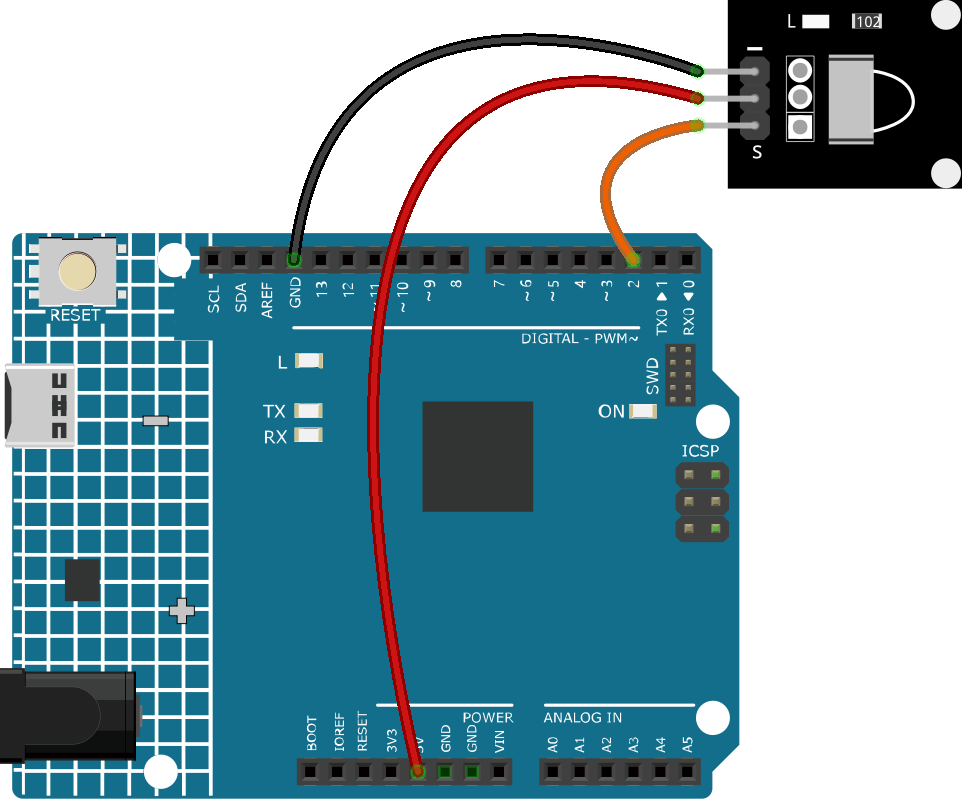 L 102
–
S
RESET
SCL
SDA
AREF
GND
13
12
~11
~10
~9
8
7
~6
~5
4
~3
2
TX0 ▶ 1
RX0 ◀ 0
DIGITAL - PWM~
L
TX
RX
ON
SWD
ICSP
POWER
ANALOG IN
BOOT
IOREF
RESET
3V3
5V
GND
GND
VIN
A0
A1
A2
A3
A4
A5